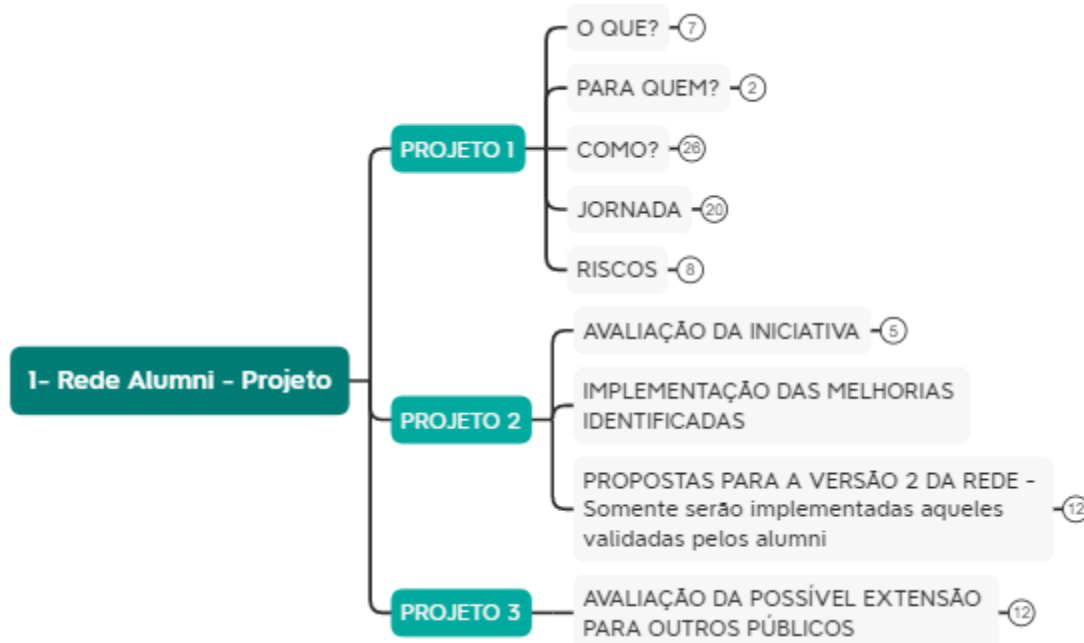 1- Rede Alumni - Projeto
PROJETO 1
O QUE? 7
PARA QUEM? 2
COMO? 26
JORNADA 20
RISCOS 8
PROJETO 2
AVALIAÇÃO DA INICIATIVA 5
IMPLEMENTAÇÃO DAS MELHORIAS
IDENTIFICADAS
PROPOSTAS PARA A VERSÃO 2 DA REDE -
Somente serão implementadas aqueles
validadas pelos alumni
12
PROJETO 3
AVALIAÇÃO DA POSSÍVEL EXTENSÃO
PARA OUTROS PÚBLICOS
12